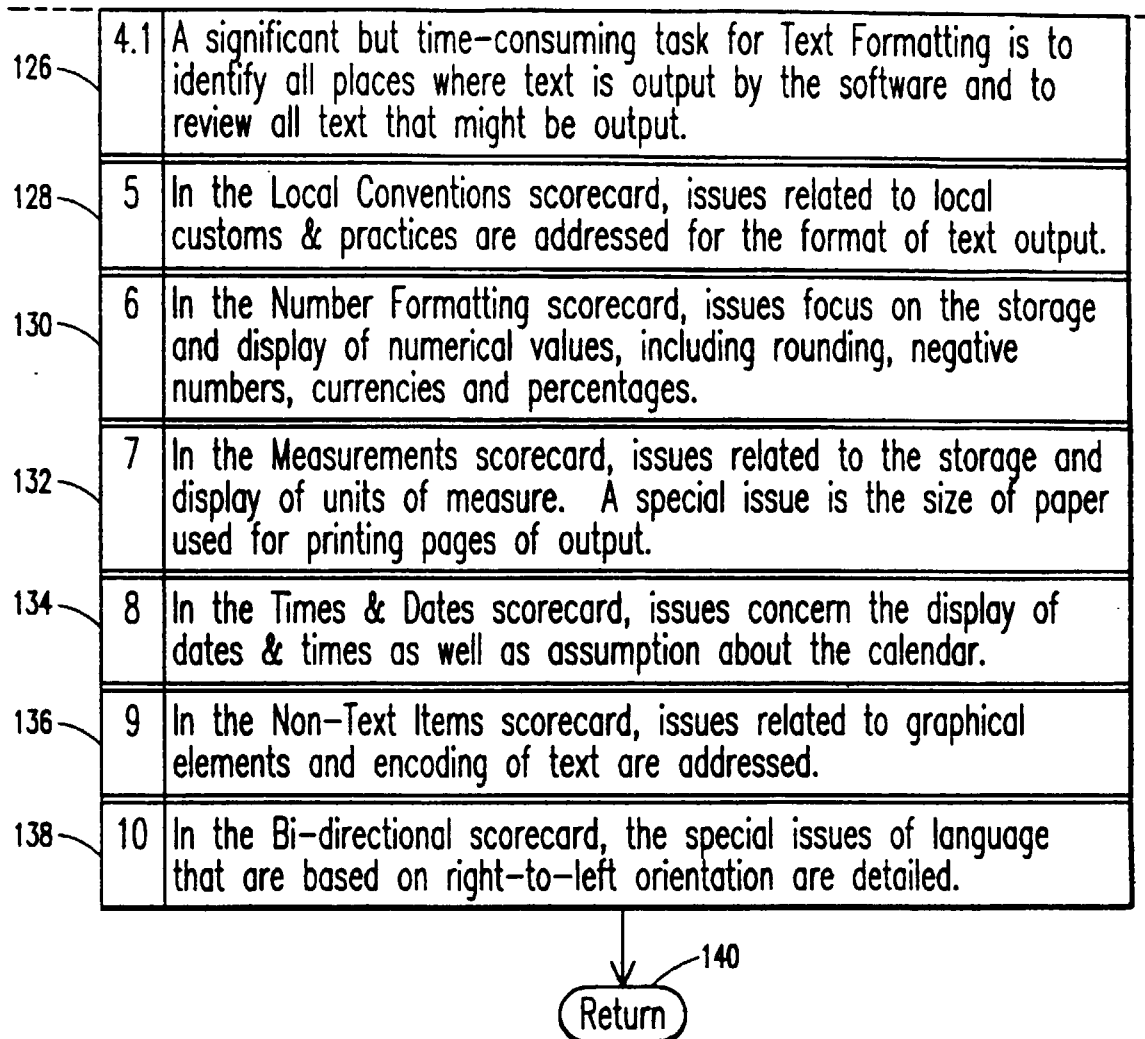 126
4.1 A significant but time-consuming task for Text Formatting is to
identify all places where text is output by the software and to
review all text that might be output.
128
5 In the Local Conventions scorecard, issues related to local
customs & practices are addressed for the format of text output.
130
6 In the Number Formatting scorecard, issues focus on the storage
and display of numerical values, including rounding, negative
numbers, currencies and percentages.
132
7 In the Measurements scorecard, issues related to the storage and
display of units of measure. A special issue is the size of paper
used for printing pages of output.
134
8 In the Times & Dates scorecard, issues concern the display of
dates & times as well as assumption about the calendar.
136
9 In the Non-Text Items scorecard, issues related to graphical
elements and encoding of text are addressed.
138
10 In the Bi-directional scorecard, the special issues of language
that are based on right-to-left orientation are detailed.
140
Return